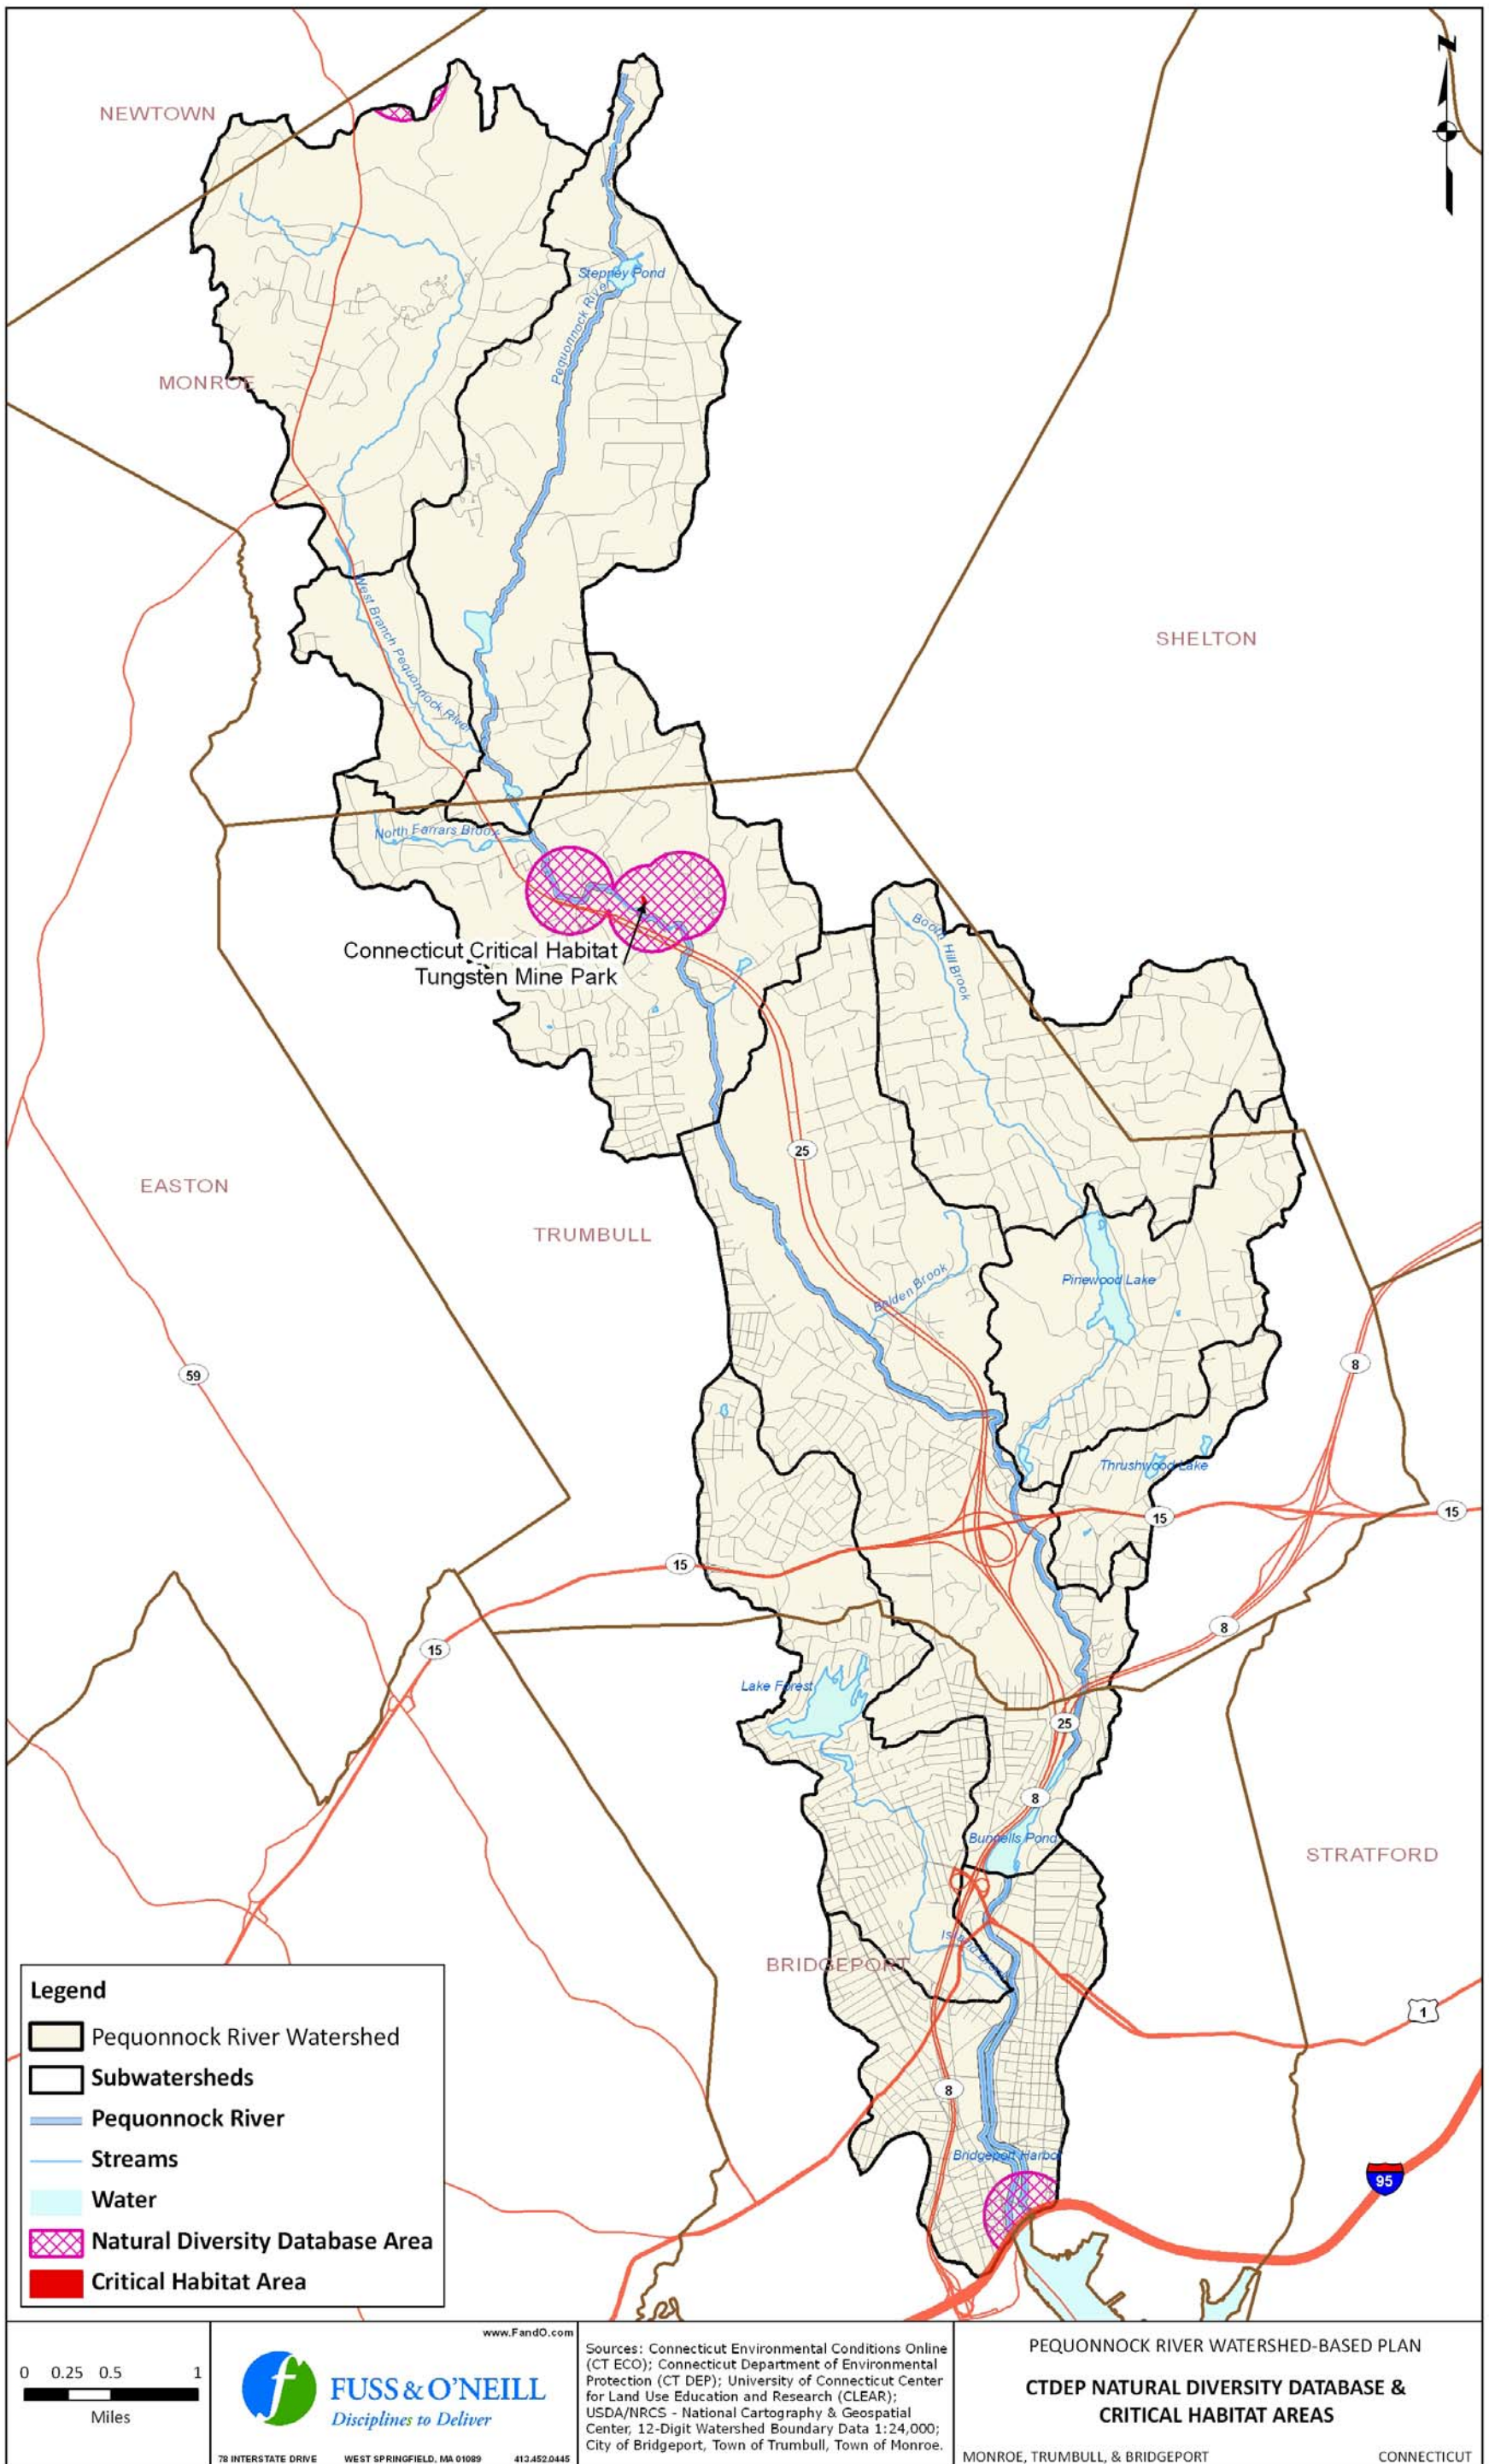 N
NEWTOWN
Stepney Pond
Pequonnock River
MONROE
SHELTON
West Branch Pequonnock River
North Farrars Brook
Connecticut Critical Habitat
Tungsten Mine Park
Booth Hill Brook
25
EASTON
TRUMBULL
Pinewood Lake
Belden Brook
8
59
Thrushwood Lake
15
15
15
8
15
Lake Forest
25
8
Bunnells Pond
STRATFORD
Island Brook
BRIDGEPORT
1
8
Bridgeport Harbor
95
Legend
Pequonnock River Watershed
Subwatersheds
Pequonnock River
Streams
Water
Natural Diversity Database Area
Critical Habitat Area
0 0.25 0.5 1
Miles
www.FandO.com
f
FUSS & O'NEILL
Disciplines to Deliver
78 INTERSTATE DRIVE WEST SPRINGFIELD, MA 01089 413.452.0445
Sources: Connecticut Environmental Conditions Online
(CT ECO); Connecticut Department of Environmental
Protection (CT DEP); University of Connecticut Center
for Land Use Education and Research (CLEAR);
USDA/NRCS - National Cartography & Geospatial
Center, 12-Digit Watershed Boundary Data 1:24,000;
City of Bridgeport, Town of Trumbull, Town of Monroe.
PEQUONNOCK RIVER WATERSHED-BASED PLAN
CTDEP NATURAL DIVERSITY DATABASE &
CRITICAL HABITAT AREAS
MONROE, TRUMBULL, & BRIDGEPORT CONNECTICUT